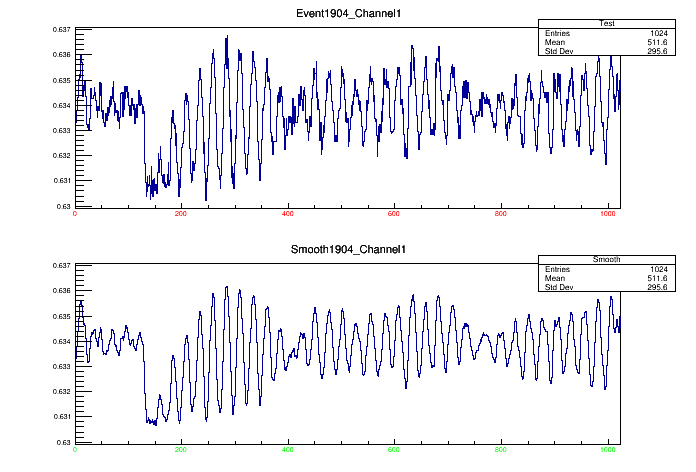 Event1904_Channel1
Test
Entries 1024
Mean 511.6
Std Dev 295.6
0.637
0.636
0.635
0.634
0.633
0.632
0.631
0.63
0 200 400 600 800 1000
Smooth1904_Channel1
Smooth
Entries 1024
Mean 511.6
Std Dev 295.6
0.637
0.636
0.635
0.634
0.633
0.632
0.631
0.63
0 200 400 600 800 1000